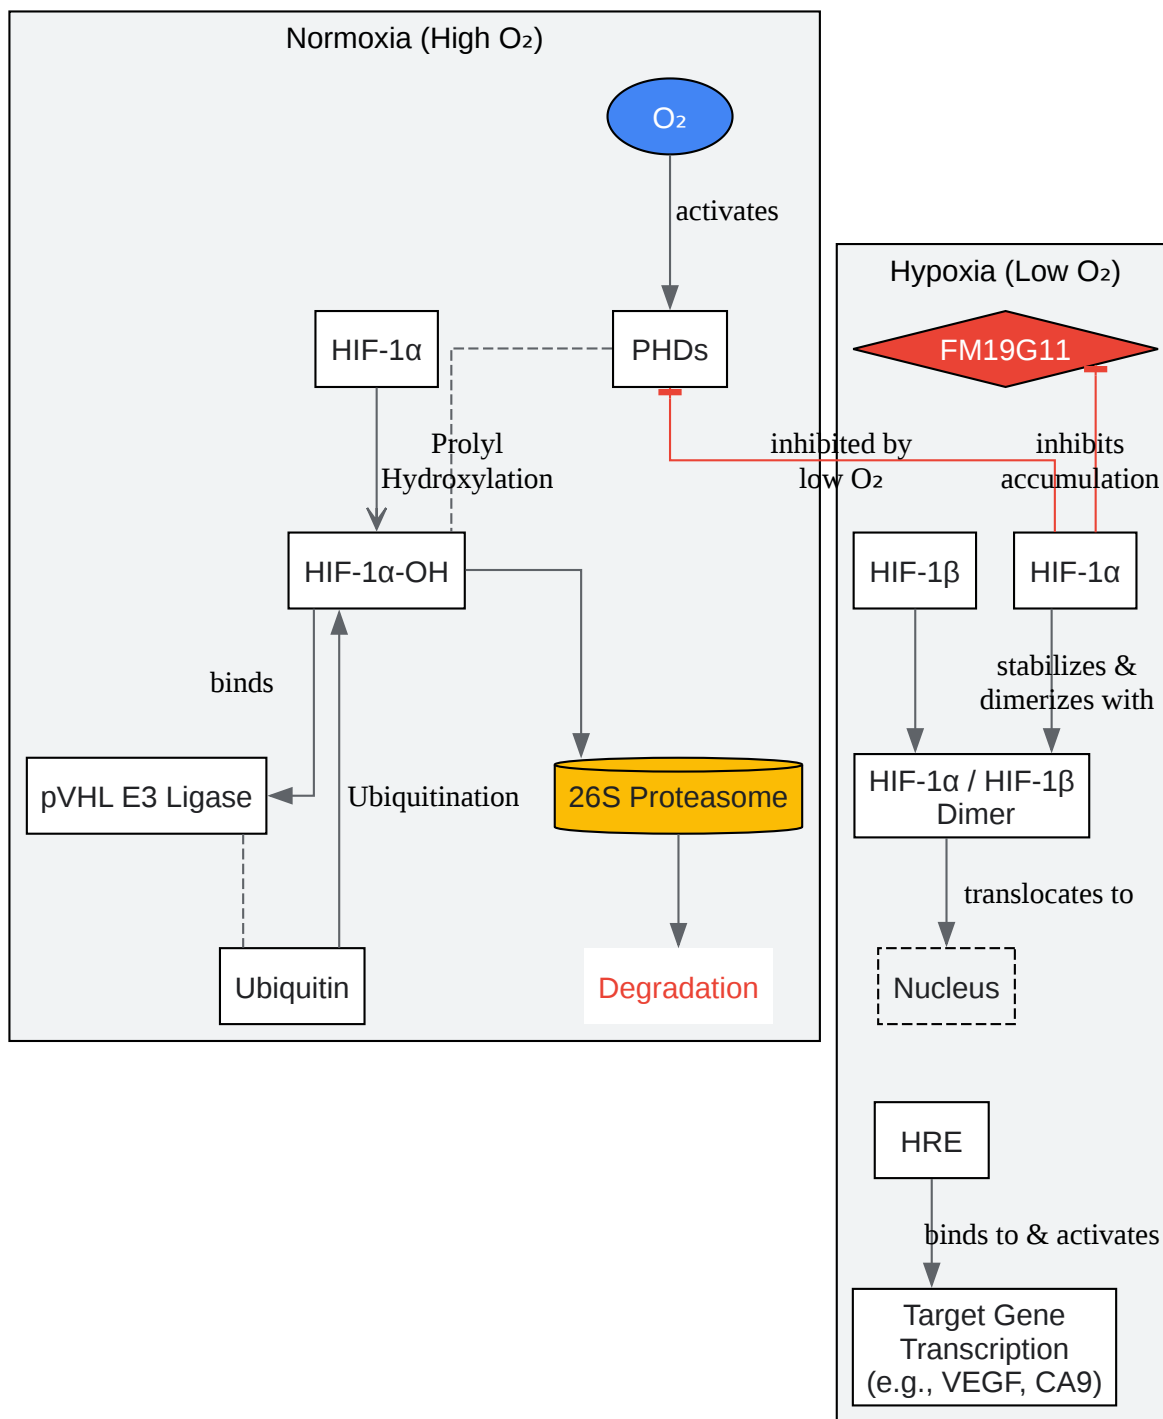 Normoxia (High O₂)
O₂
activates
Hypoxia (Low O₂)
HIF-1α
PHDs
FM19G11
Prolyl
Hydroxylation
inhibited by
low O₂
inhibits
accumulation
HIF-1α-OH
HIF-1β
HIF-1α
binds
stabilizes &
dimerizes with
pVHL E3 Ligase
Ubiquitination
26S Proteasome
HIF-1α / HIF-1β
Dimer
translocates to
Ubiquitin
Degradation
Nucleus
HRE
binds to & activates
Target Gene
Transcription
(e.g., VEGF, CA9)